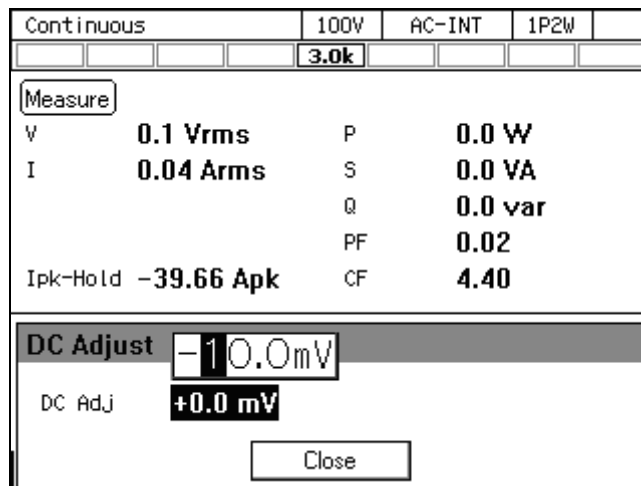 Continuous 100V AC-INT 1P2W
3.0k
Measure
V 0.1 Vrms P 0.0 W
I 0.04 Arms S 0.0 VA
Q 0.0 var
PF 0.02
Ipk-Hold -39.66 Apk CF 4.40
DC Adjust -10.0mV
DC Adj +0.0 mV
Close